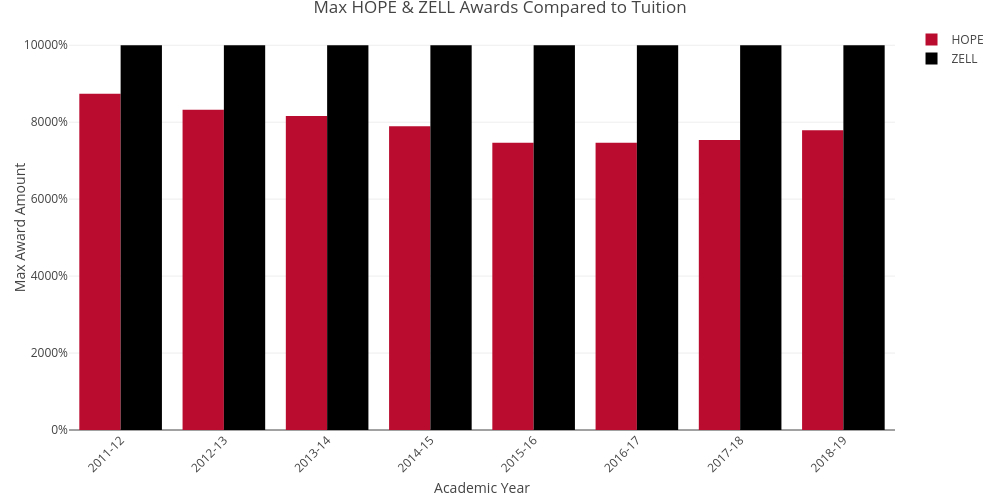 Max HOPE & ZELL Awards Compared to Tuition
HOPE
ZELL
Max Award Amount
10000%
8000%
6000%
4000%
2000%
0%
2011-12
2012-13
2013-14
2014-15
2015-16
2016-17
2017-18
2018-19
Academic Year